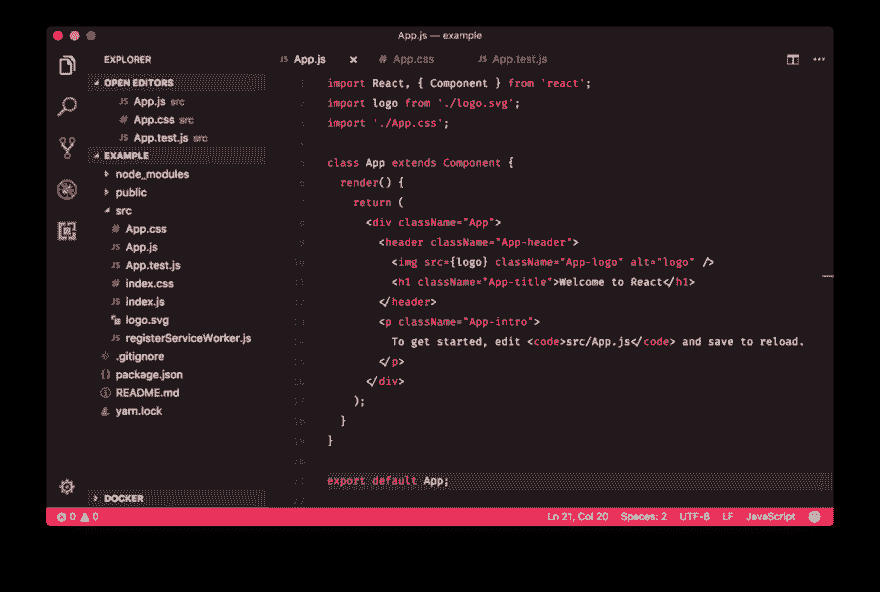 App.js — example
EXPLORER
OPEN EDITORS
JS App.js src
# App.css src
JS App.test.js src
EXAMPLE
node_modules
public
src
# App.css
JS App.js
JS App.test.js
# index.css
JS index.js
logo.svg
JS registerServiceWorker.js
.gitignore
{} package.json
README.md
yarn.lock
DOCKER
JS App.js × # App.css JS App.test.js
import React, { Component } from 'react';
import logo from './logo.svg';
import './App.css';
class App extends Component {
render() {
return (
<div className="App">
<header className="App-header">
<img src={logo} className="App-logo" alt="logo" />
<h1 className="App-title">Welcome to React</h1>
</header>
<p className="App-intro">
To get started, edit <code>src/App.js</code> and save to reload.
</p>
</div>
);
}
}
export default App;
0 0 Ln 21, Col 20 Spaces: 2 UTF-8 LF JavaScript